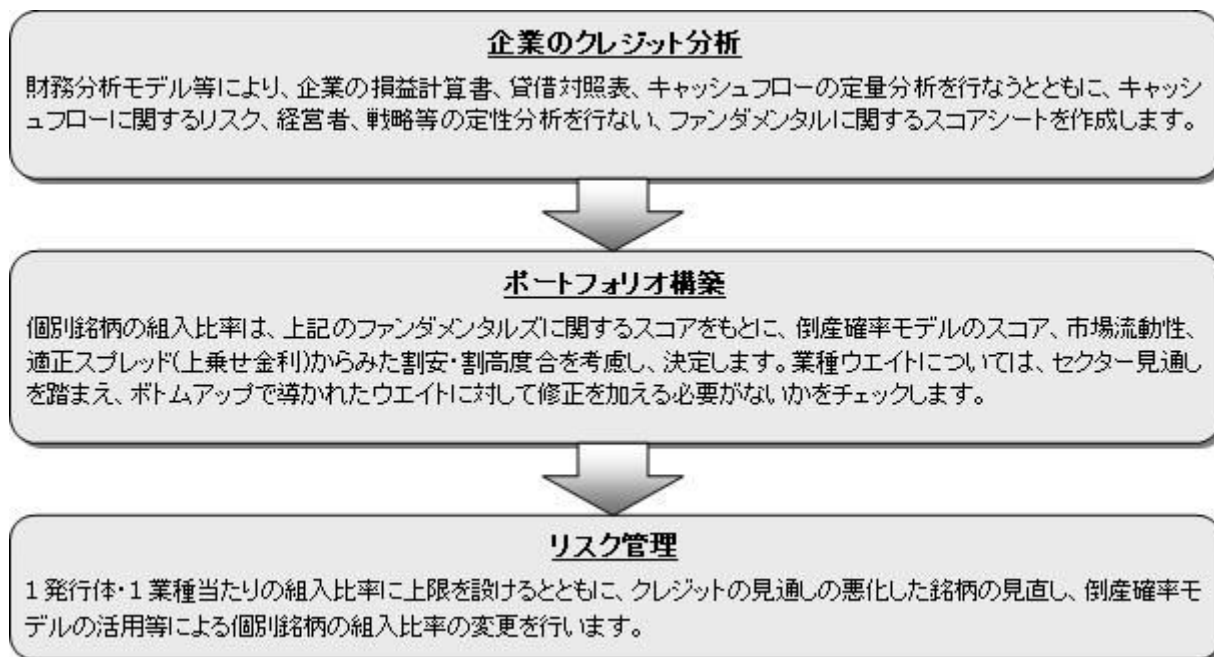 企業のクレジット分析
財務分析モデル等により、企業の損益計算書、貸借対照表、キャッシュフローの定量分析を行なうとともに、キャッシ
ュフローに関するリスク、経営者、戦略等の定性分析を行ない、ファンダメンタルに関するスコアシートを作成します。
ポートフォリオ構築
個別銘柄の組入比率は、上記のファンダメンタルズに関するスコアをもとに、倒産確率モデルのスコア、市場流動性、
適正スプレッド(上乗せ金利)からみた割安・割高度合を考慮し、決定します。業種ウエイトについては、セクター見通し
を踏まえ、ボトムアップで導かれたウエイトに対して修正を加える必要がないかをチェックします。
リスク管理
1発行体・1業種当たりの組入比率に上限を設けるとともに、クレジットの見通しの悪化した銘柄の見直し、倒産確率モ
デルの活用等による個別銘柄の組入比率の変更を行います。